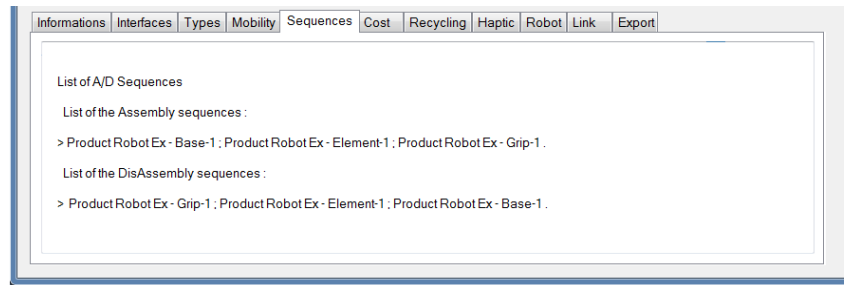 Informations Interfaces Types Mobility Sequences Cost Recycling Haptic Robot Link Export
List of A/D Sequences
List of the Assembly sequences :
> Product Robot Ex - Base-1 ; Product Robot Ex - Element-1 ; Product Robot Ex - Grip-1 .
List of the DisAssembly sequences :
> Product Robot Ex - Grip-1 ; Product Robot Ex - Element-1 ; Product Robot Ex - Base-1 .